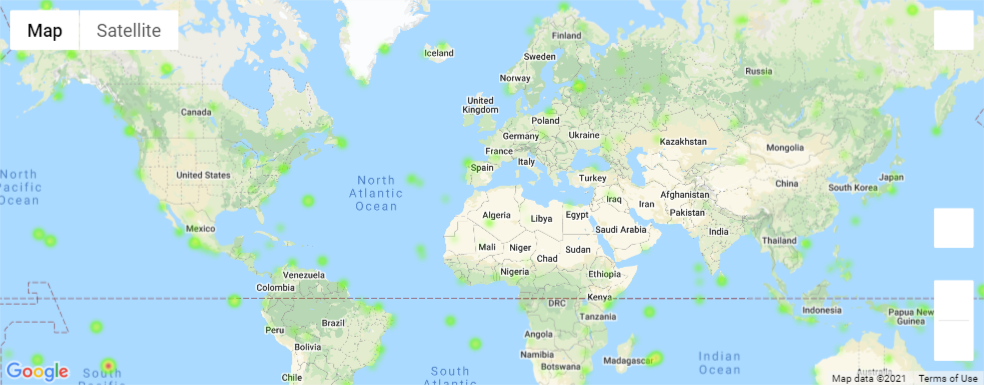 Map
Satellite
Iceland
Finland
Sweden
Norway
Russia
Canada
United
Kingdom
Poland
Germany
Ukraine
Kazakhstan
Mongolia
France
Spain
Italy
Turkey
China
Japan
South Korea
North
Pacific
Ocean
United States
North
Atlantic
Ocean
Afghanistan
Iraq
Iran
Pakistan
Algeria
Libya
Egypt
Saudi Arabia
India
Mexico
Mali
Niger
Chad
Sudan
Thailand
Venezuela
Colombia
Nigeria
Ethiopia
Kenya
DRC
Tanzania
Indonesia
Papua New
Guinea
Peru
Brazil
Bolivia
Angola
Namibia
Botswana
Madagascar
Indian
Ocean
Chile
South
Pacific
South
Atlantic
Australia
Google
Map data ©2021
Terms of Use